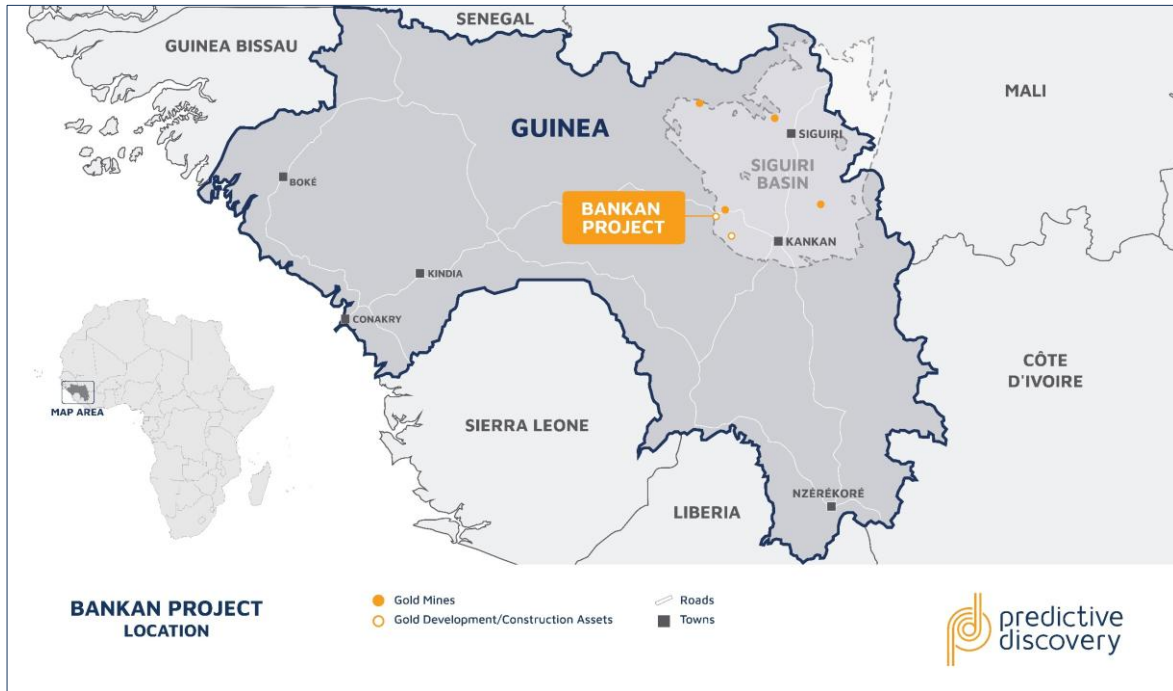 SENEGAL
GUINEA BISSAU
MALI
GUINEA
SIGUIRI
SIGUIRI
BASIN
BOKÉ
BANKAN
PROJECT
KANKAN
KINDIA
CONAKRY
CÔTE
D'IVOIRE
MAP AREA
SIERRA LEONE
NZÉRÉKORÉ
LIBERIA
BANKAN PROJECT
LOCATION
Gold Mines
Gold Development/Construction Assets
Roads
Towns
predictive
discovery